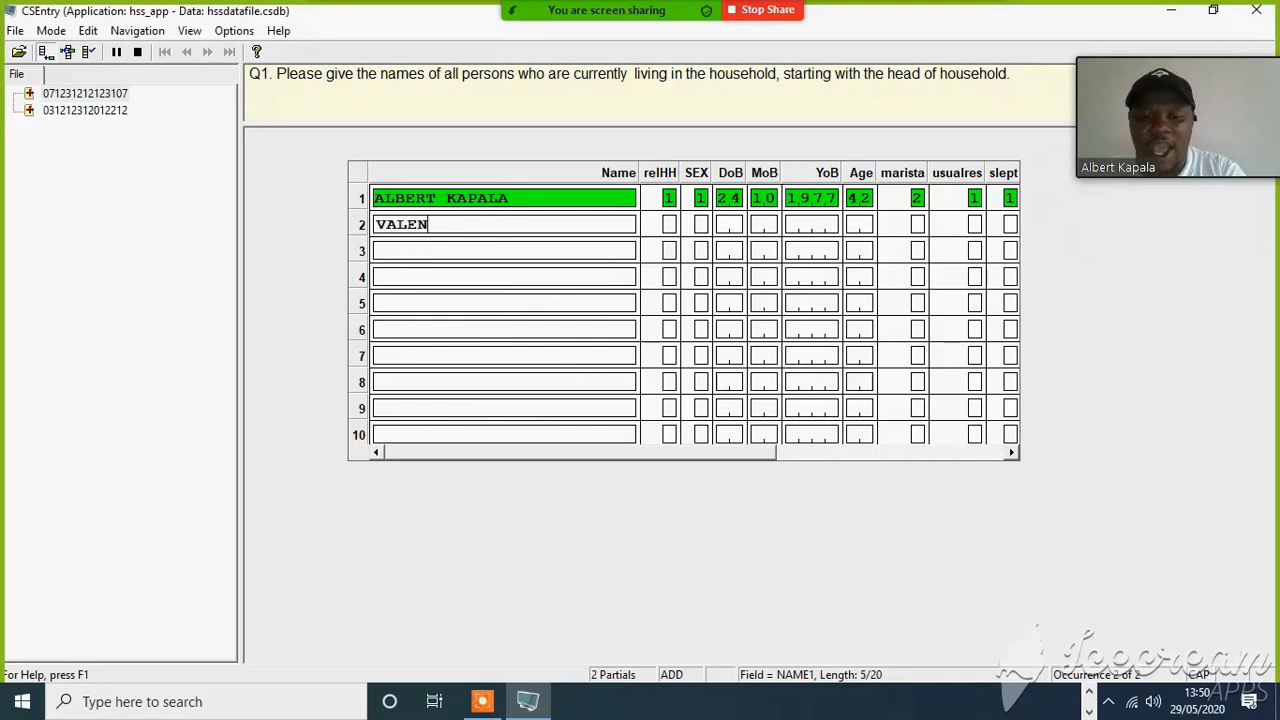 CSEntry (Application: hss_app - Data: hssdatafile.csdb)
You are screen sharing
Stop Share
File Mode Edit Navigation View Options Help
File
071231212123107
031212312012212
Q1. Please give the names of all persons who are currently living in the household, starting with the head of household.
Albert Kapala
Name relHH SEX DoB MoB YoB Age marista usualres slept
1 ALBERT KAPALA 1 1 24 10 1977 42 2 1 1
2 VALEN
3
4
5
6
7
8
9
10
For Help, press F1
2 Partials
ADD
Field = NAME1, Length: 5/20
Occurrence 2 of 2
CAP
Icecream
APPS
Type here to search
13:50
29/05/2020